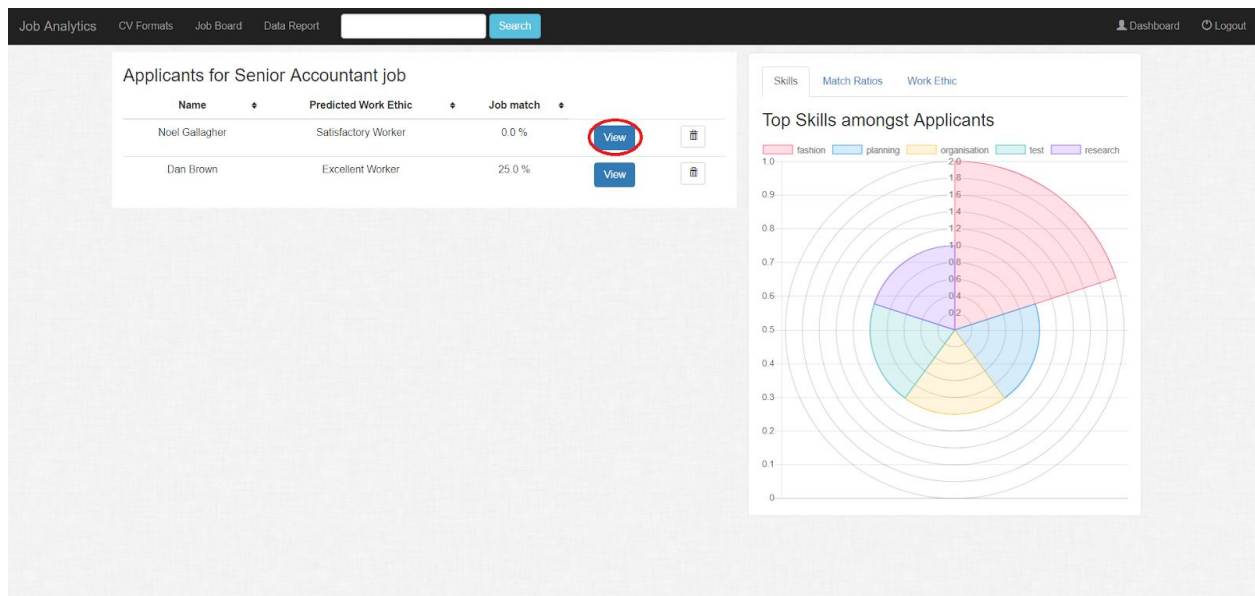 Job Analytics CV Formats Job Board Data Report Search Dashboard Logout
Applicants for Senior Accountant job
Name Predicted Work Ethic Job match
Noel Gallagher Satisfactory Worker 0.0 % View
Dan Brown Excellent Worker 25.0 % View
Skills Match Ratios Work Ethic
Top Skills amongst Applicants
fashion planning organisation test research
1.0 2.0
1.8
0.9 1.6
1.4
0.8 1.2
1.0
0.7 0.8
0.6
0.6 0.4
0.2
0.5
0.4
0.3
0.2
0.1
0